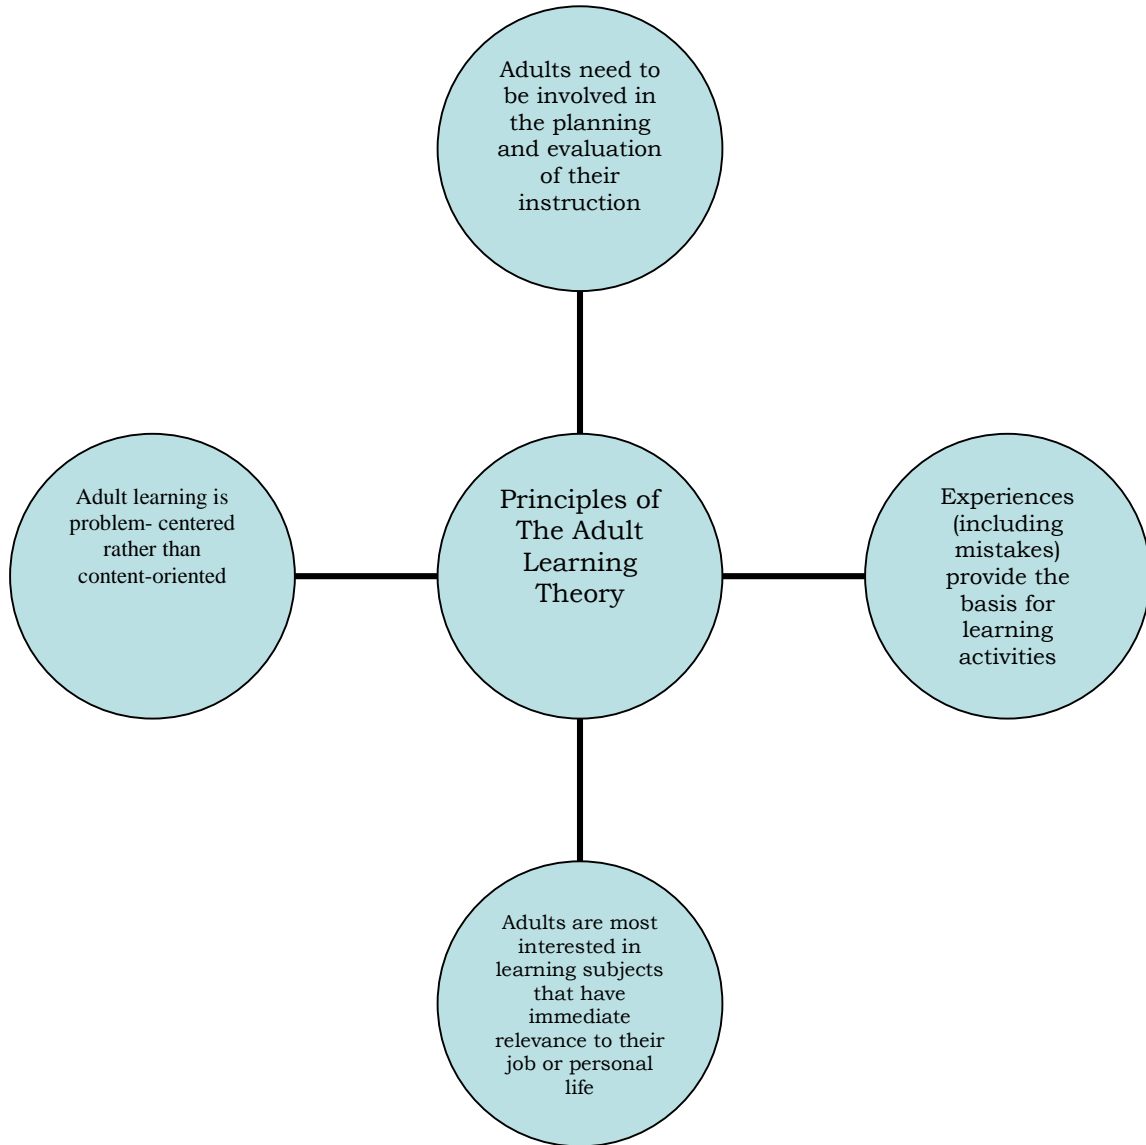 Adults need to
be involved in
the planning
and evaluation
of their
instruction
Adult learning is
problem- centered
rather than
content-oriented
Principles of
The Adult
Learning
Theory
Experiences
(including
mistakes)
provide the
basis for
learning
activities
Adults are most
interested in
learning subjects
that have
immediate
relevance to their
job or personal
life